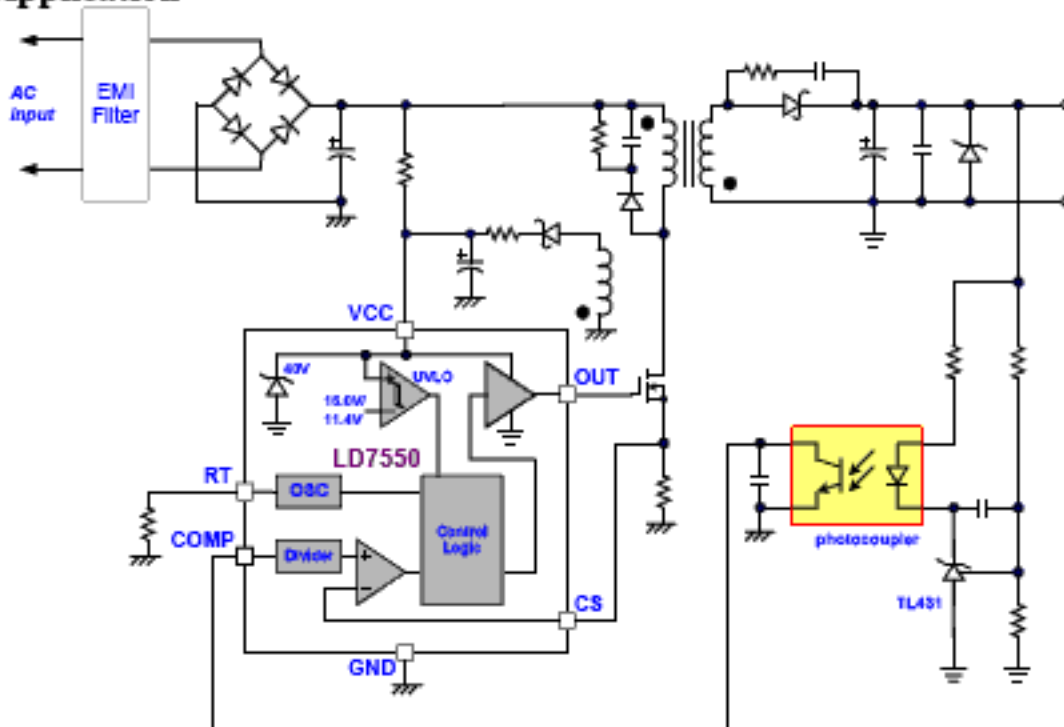 Application
AC
Input
EMI
Filter
VCC
40V
UVLO
16.0V/
11.4V
OUT
LD7550
RT
OSC
COMP
Divider
+
-
Control
Logic
CS
GND
photocoupler
TL431